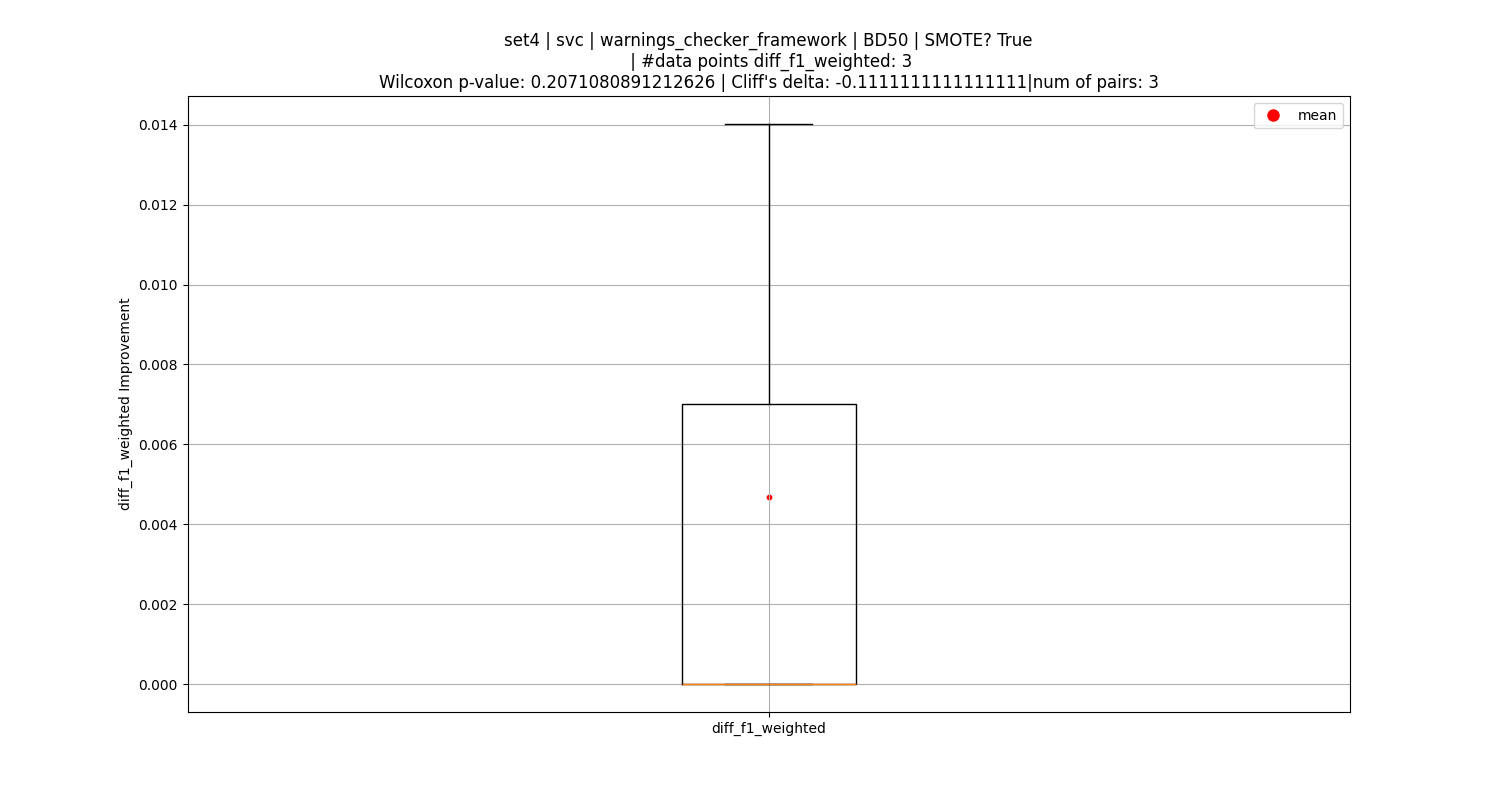 set4 | svc | warnings_checker_framework | BD50 | SMOTE? True
| #data points diff_f1_weighted: 3
Wilcoxon p-value: 0.2071080891212626 | Cliff's delta: -0.1111111111111111|num of pairs: 3
mean
0.014
0.012
0.010
0.008
0.006
0.004
0.002
0.000
diff_f1_weighted Improvement
diff_f1_weighted